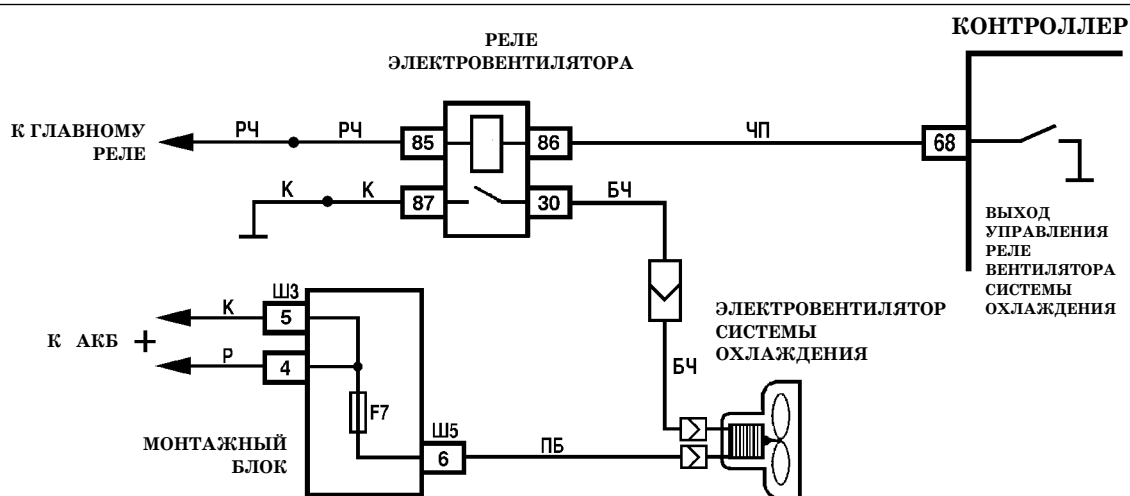 КОНТРОЛЛЕР
РЕЛЕ
ЭЛЕКТРОВЕНТИЛЯТОРА
К ГЛАВНОМУ
РЕЛЕ
РЧ
РЧ
85
86
ЧП
68
К
К
87
30
БЧ
ВЫХОД
УПРАВЛЕНИЯ
РЕЛЕ
ВЕНТИЛЯТОРА
СИСТЕМЫ
ОХЛАЖДЕНИЯ
К АКБ +
К
Ш3
5
Р
4
F7
МОНТАЖНЫЙ
БЛОК
Ш5
6
ПБ
БЧ
ЭЛЕКТРОВЕНТИЛЯТОР
СИСТЕМЫ
ОХЛАЖДЕНИЯ